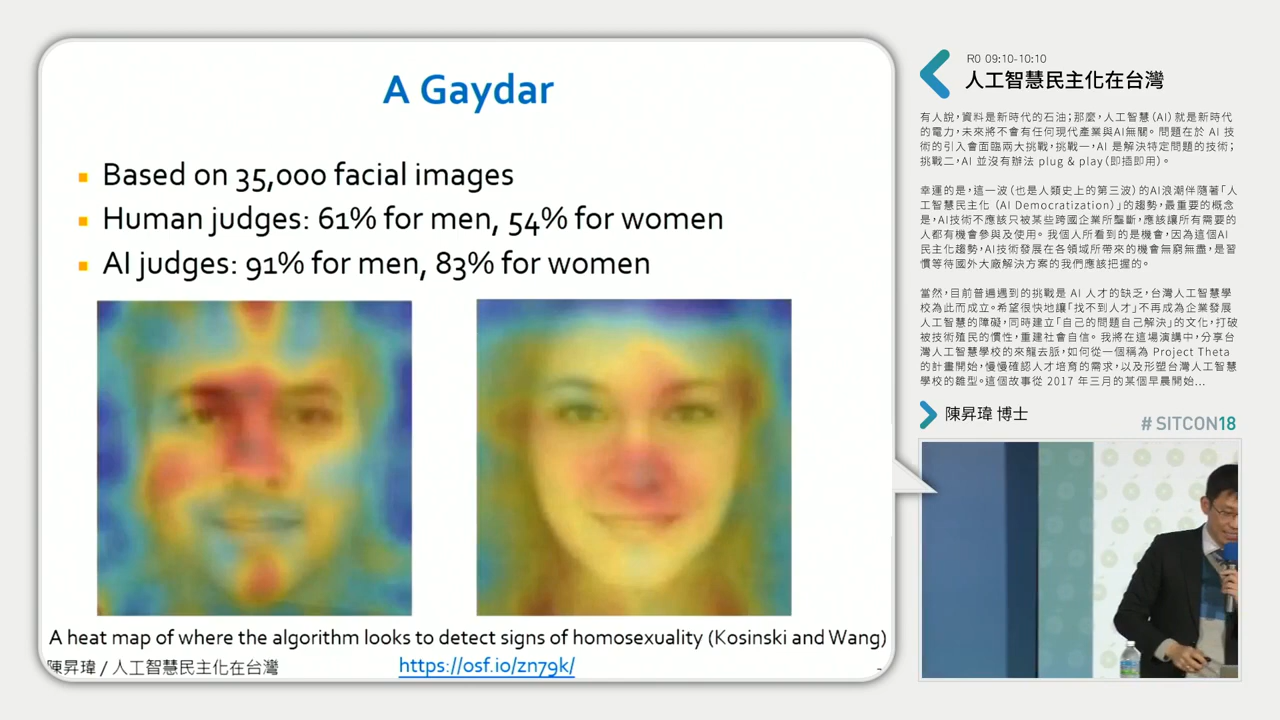 A Gaydar
Based on 35,000 facial images
Human judges: 61% for men, 54% for women
AI judges: 91% for men, 83% for women
A heat map of where the algorithm looks to detect signs of homosexuality (Kosinski and Wang)
陳昇瑋 / 人工智慧民主化在台灣
https://osf.io/zn79k/
R0 09:10-10:10
人工智慧民主化在台灣
有人說，資料是新時代的石油；那麼，人工智慧 (AI) 就是新時代
的電力，未來將不會有任何現代產業與AI無關。問題在於 AI 技
術的引入會面臨兩大挑戰，挑戰一，AI 是解決特定問題的技術；
挑戰二，AI 並沒有辦法 plug & play (即插即用)。
幸運的是，這一波(也是人類史上的第三波)的AI浪潮伴隨著「人
工智慧民主化 (AI Democratization)」的趨勢，最重要的概念
是，AI技術不應該只被某些跨國企業所壟斷，應該讓所有需要的
人都有機會參與及使用。我個人所看到的是機會，因為這個AI
民主化趨勢，AI技術發展在各領域所帶來的機會無窮無盡，是習
慣等待國外大廠解決方案的我們應該把握的。
當然，目前普遍遇到的挑戰是 AI 人才的缺乏，台灣人工智慧學
校為此而成立。希望很快地讓「找不到人才」不再成為企業發展
人工智慧的障礙，同時建立「自己的問題自己解決」的文化，打破
被技術殖民的慣性，重建社會自信。我將在這場演講中，分享台
灣人工智慧學校的來龍去脈，如何從一個稱為 Project Theta
的計畫開始，慢慢確認人才培育的需求，以及形塑台灣人工智慧
學校的雛型。這個故事從 2017 年三月的某個早晨開始...
陳昇瑋 博士
# SITCON18